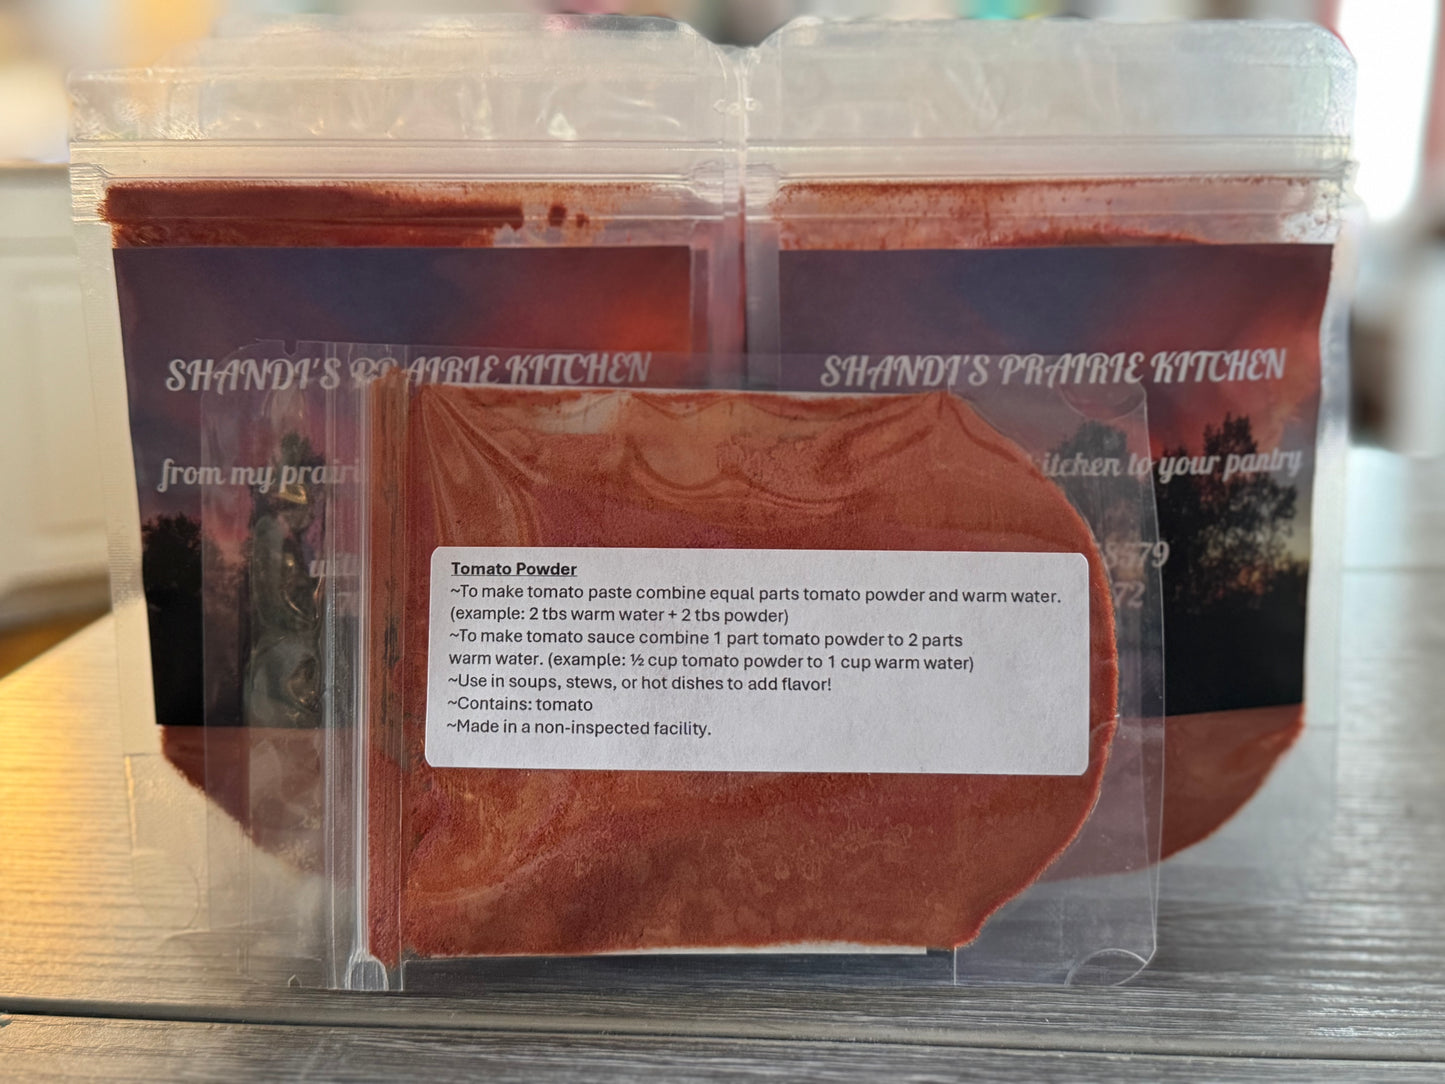 SHANDI'S PRAIRIE KITCHEN
from my
SHANDI'S PRAIRIE KITCHEN
to your pantry
Tomato Powder
~To make tomato paste combine equal parts tomato powder and warm water.
(example: 2 tbs warm water + 2 tbs powder)
~To make tomato sauce combine 1 part tomato powder to 2 parts
warm water. (example: ½ cup tomato powder to 1 cup warm water)
~Use in soups, stews, or hot dishes to add flavor!
~Contains: tomato
~Made in a non-inspected facility.